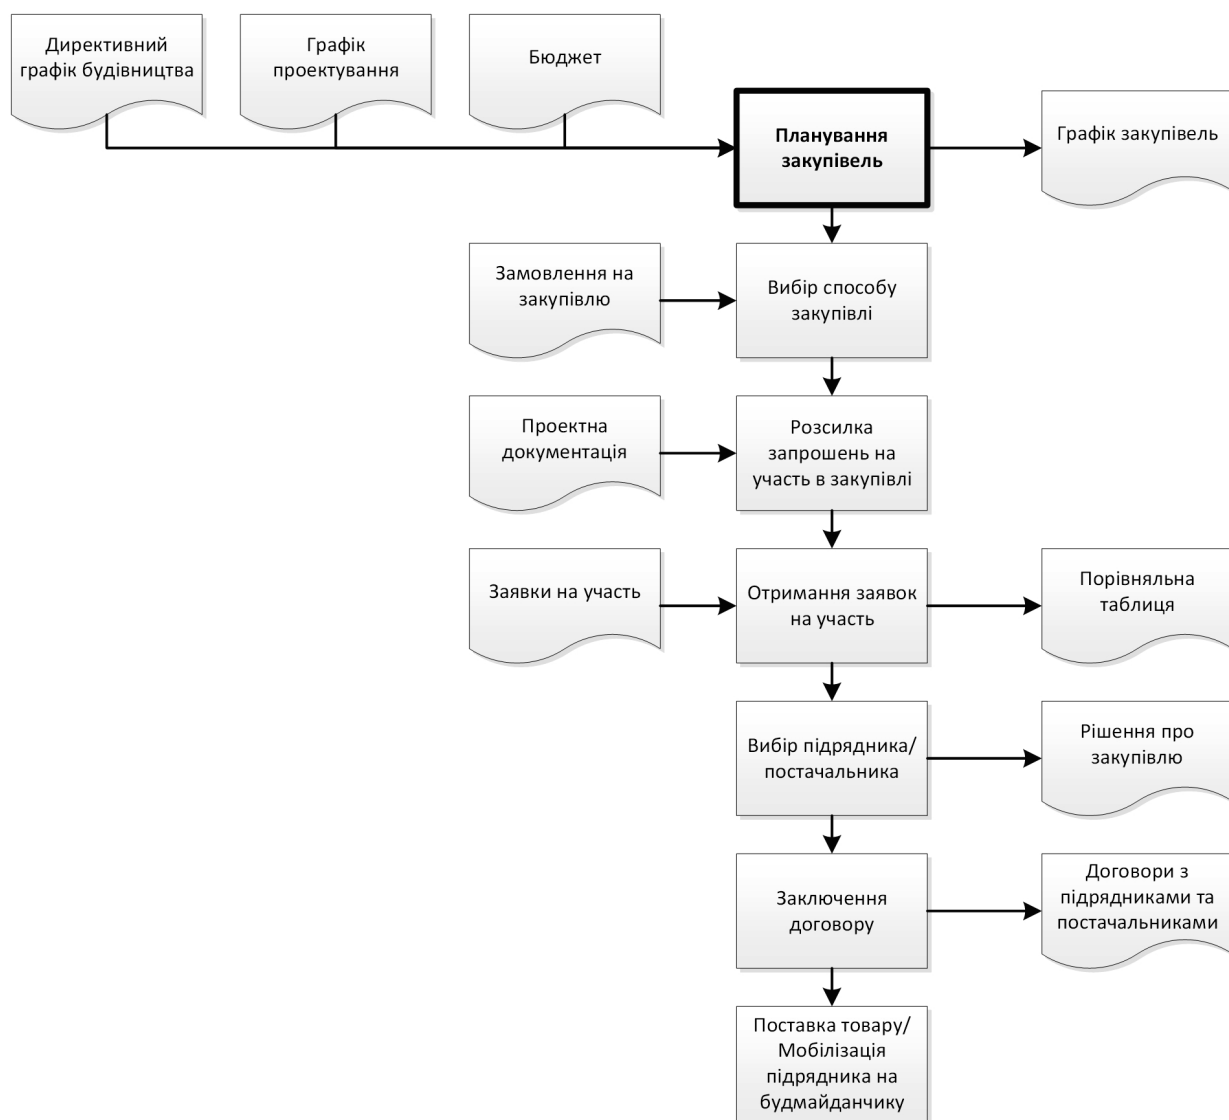 Директивний
графік будівництва
Графік
проектування
Бюджет
Планування
закупівель
Графік закупівель
Замовлення на
закупівлю
Вибір способу
закупівлі
Проектна
документація
Розсилка
запрошень на
участь в закупівлі
Заявки на участь
Отримання заявок
на участь
Порівняльна
таблиця
Вибір підрядника/
постачальника
Рішення про
закупівлю
Заключення
договору
Договори з
підрядниками та
постачальниками
Поставка товару/
Мобілізація
підрядника на
будмайданчику